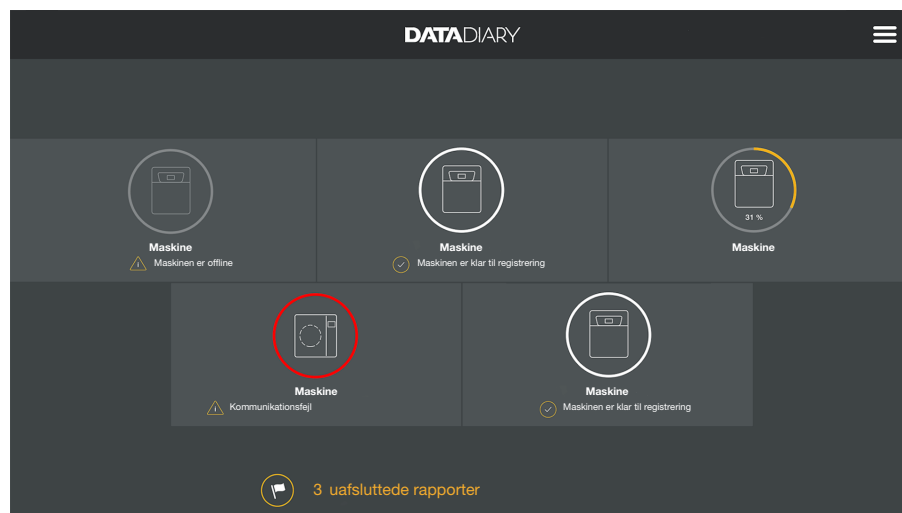 DATADIARY
Maskine
Maskinen er offline
Maskine
Maskinen er klar til registrering
31 %
Maskine
Maskine
Kommunikationsfejl
Maskine
Maskinen er klar til registrering
3 uafsluttede rapporter